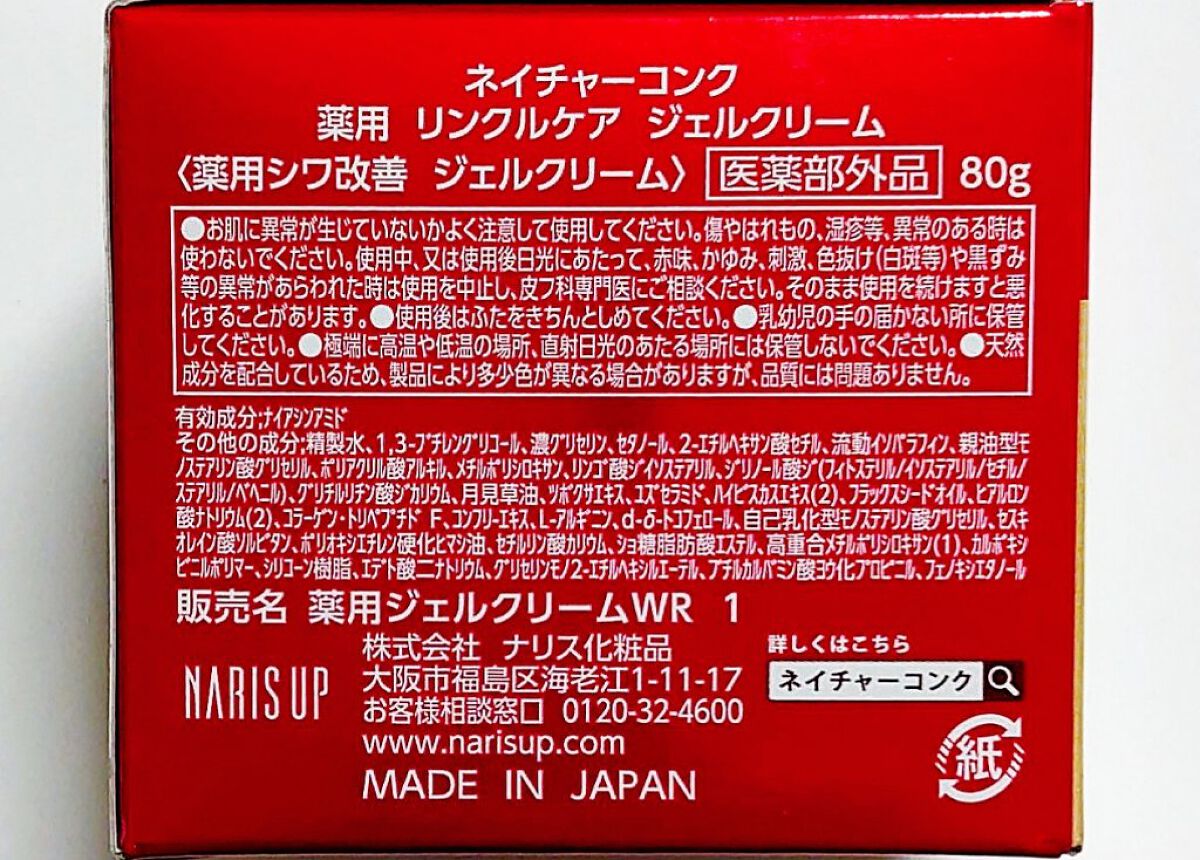 ネイチャーコンク
薬用 リンクルケア ジェルクリーム
〈薬用シワ改善 ジェルクリーム〉 医薬部外品 80g
●お肌に異常が生じていないかよく注意して使用してください。傷やはれもの、湿疹等、異常のある時は
使わないでください。使用中、又は使用後日光にあたって、赤味、かゆみ、刺激、色抜け(白斑等)や黒ずみ
等の異常があらわれた時は使用を中止し、皮フ科専門医にご相談ください。そのまま使用を続けますと悪
化することがあります。●使用後はふたをきちんとしめてください。●乳幼児の手の届かない所に保管
してください。●極端に高温や低温の場所、直射日光のあたる場所には保管しないでください。●天然
成分を配合しているため、製品により多少色が異なる場合がありますが、品質には問題ありません。
有効成分;ナイアシンアミド
その他の成分;精製水、1,3-ブチレングリコール、濃グリセリン、セタノール、2-エチルヘキサン酸セチル、流動イソパラフィン、親油型モ
ノステアリン酸グリセリル、ポリアクリル酸アルキル、メチルポリシロキサン、リンゴ酸ジイソステアリル、ジリノール酸ジ(フィトステリル/イソステアリル/セチル/
ステアリル/ベヘニル)、グリチルリチン酸ジカリウム、月見草油、ツボクサエキス、ユズセラミド、ハイビスカスエキス(2)、フラックスシードオイル、ヒアルロン
酸ナトリウム(2)、コラーゲン・トリペプチド F、コンフリーエキス、L-アルギニン、d-δ-トコフェロール、自己乳化型モノステアリン酸グリセリル、セスキ
オレイン酸ソルビタン、ポリオキシエチレン硬化ヒマシ油、セチルリン酸カリウム、ショ糖脂肪酸エステル、高重合メチルポリシロキサン(1)、カルボキシ
ビニルポリマー、シリコーン樹脂、エデト酸二ナトリウム、グリセリンモノ2-エチルヘキシルエーテル、ブチルカルバミン酸ヨウ化プロピニル、フェノキシエタノール
販売名 薬用ジェルクリームWR 1
NARIS UP
株式会社 ナリス化粧品
大阪市福島区海老江1-11-17
お客様相談窓口 0120-32-4600
www.narisup.com
MADE IN JAPAN
詳しくはこちら
ネイチャーコンク
紙